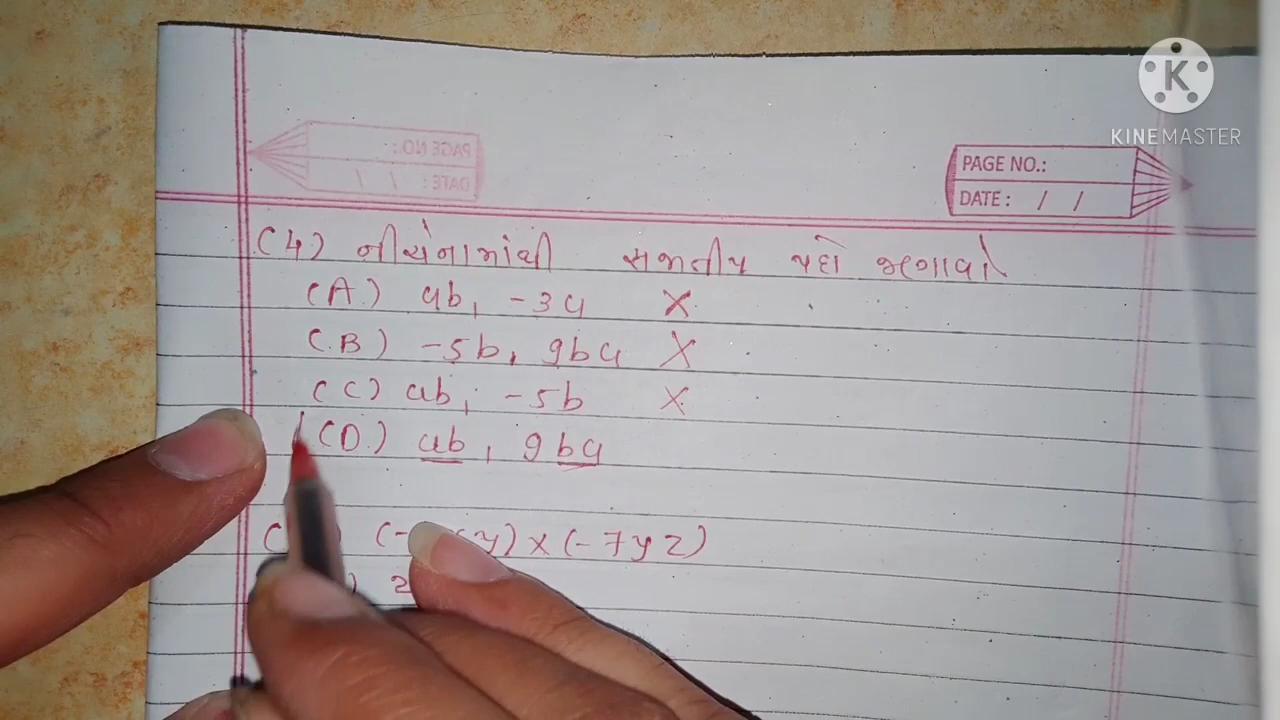 KINEMASTER
PAGE NO.:
DATE : / /
(4) નીચેનામાંથી સજાતીય પદો જણાવો
(A) ab, -3a X
(B) -5b, 9ba X
(C) ab, -5b X
(D) ab, 9ba
y) × (-7yz)